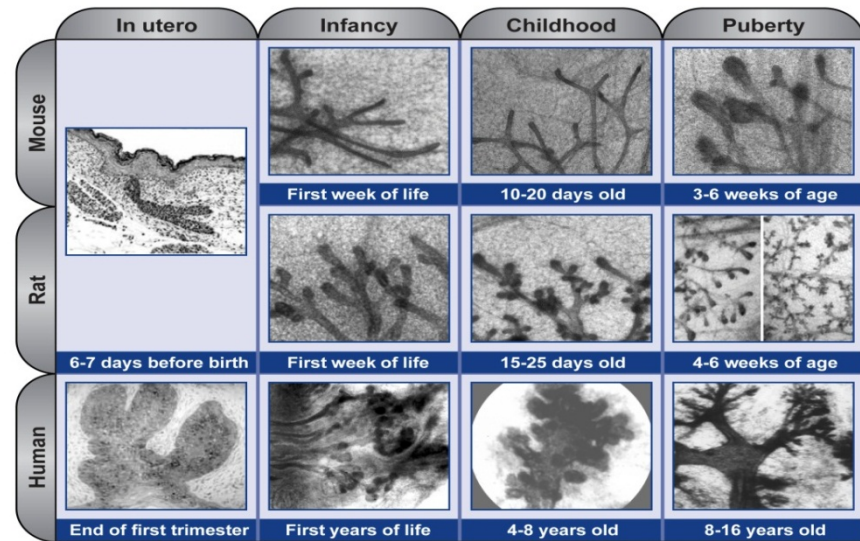 In utero
Infancy
Childhood
Puberty
Mouse
First week of life
10-20 days old
3-6 weeks of age
Rat
6-7 days before birth
First week of life
15-25 days old
4-6 weeks of age
Human
End of first trimester
First years of life
4-8 years old
8-16 years old